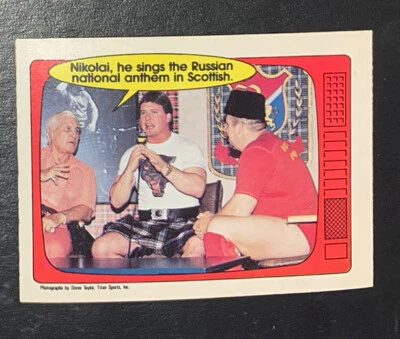 Nikolai, he sings the Russian
national anthem in Scottish.
Photographs by Steve Taylor, Titan Sports, Inc.